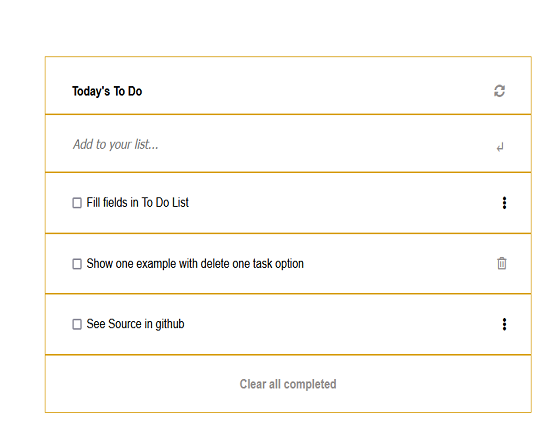 Today's To Do
Add to your list...
Fill fields in To Do List
Show one example with delete one task option
See Source in github
Clear all completed